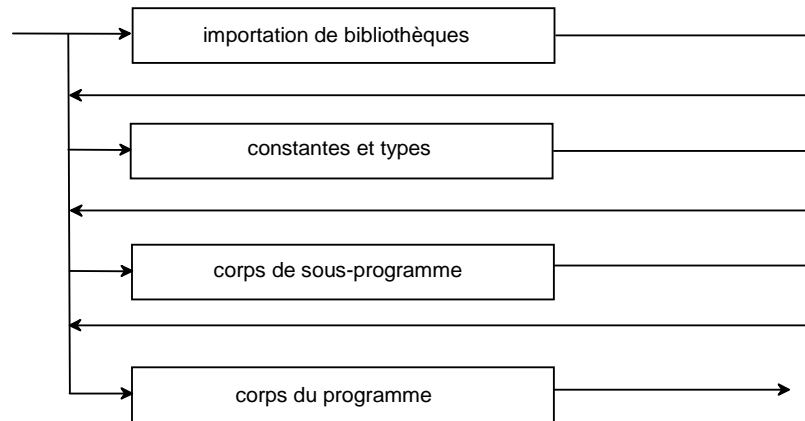 importation de bibliothèques
constantes et types
corps de sous-programme
corps du programme